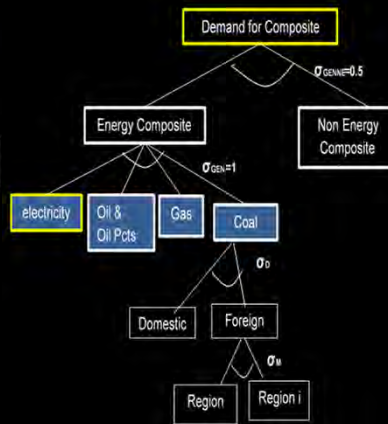 Demand for Composite
σGENNE=0.5
Energy Composite
Non Energy
Composite
σGEN=1
electricity
Oil &
Oil Pcts
Gas
Coal
σD
Domestic
Foreign
σM
Region
Region i